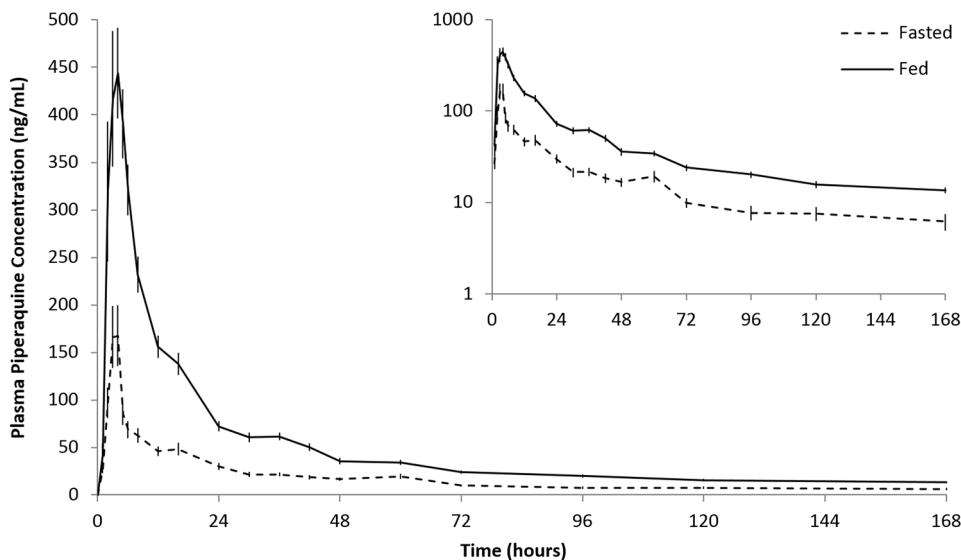 Plasma Piperaquine Concentration (ng/mL)
500
450
400
350
300
250
200
150
100
50
0
0 24 48 72 96 120 144 168
Time (hours)
1000
100
10
1
0 24 48 72 96 120 144 168
Fasted
Fed